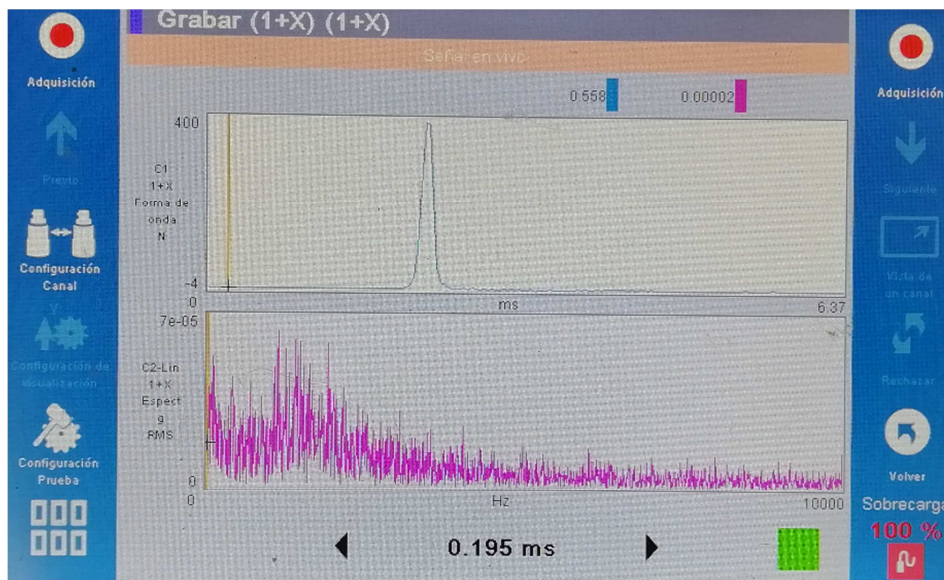 Grabar (1+X) (1+X)
Señal en vivo
Adquisición
Previo
Configuración
Canal
Configuración de
visualización
Configuración
Prueba
0.558
0.00002
400
C1
1+X
Forma de
onda
N
-4
0
ms
6.37
7e-05
C2-Lin
1+X
Espect
g
RMS
0
0
Hz
10000
0.195 ms
Adquisición
Siguiente
Vista de
un canal
Rechazar
Volver
Sobrecarga
100 %